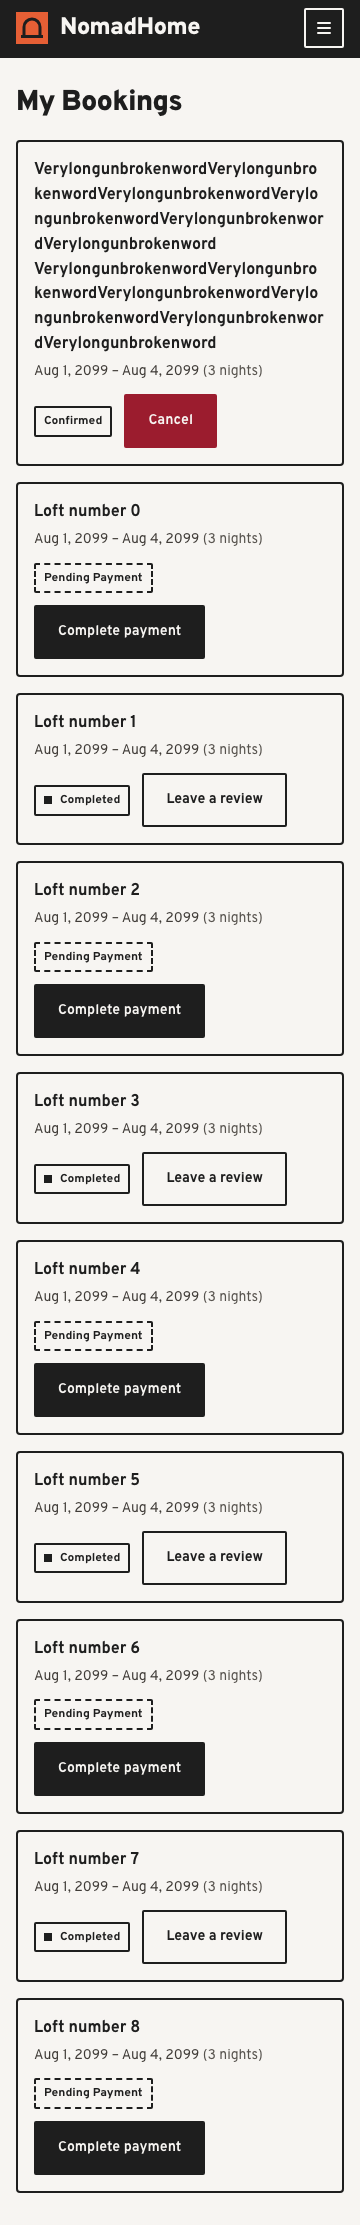 NomadHome
My Bookings
VerylongunbrokenwordVerylongunbro
kenwordVerylongunbrokenwordVerylo
ngunbrokenwordVerylongunbrokenwor
dVerylongunbrokenword
VerylongunbrokenwordVerylongunbro
kenwordVerylongunbrokenwordVerylo
ngunbrokenwordVerylongunbrokenwor
dVerylongunbrokenword
Aug 1, 2099 – Aug 4, 2099 (3 nights)
Confirmed Cancel
Loft number 0
Aug 1, 2099 – Aug 4, 2099 (3 nights)
Pending Payment
Complete payment
Loft number 1
Aug 1, 2099 – Aug 4, 2099 (3 nights)
Completed Leave a review
Loft number 2
Aug 1, 2099 – Aug 4, 2099 (3 nights)
Pending Payment
Complete payment
Loft number 3
Aug 1, 2099 – Aug 4, 2099 (3 nights)
Completed Leave a review
Loft number 4
Aug 1, 2099 – Aug 4, 2099 (3 nights)
Pending Payment
Complete payment
Loft number 5
Aug 1, 2099 – Aug 4, 2099 (3 nights)
Completed Leave a review
Loft number 6
Aug 1, 2099 – Aug 4, 2099 (3 nights)
Pending Payment
Complete payment
Loft number 7
Aug 1, 2099 – Aug 4, 2099 (3 nights)
Completed Leave a review
Loft number 8
Aug 1, 2099 – Aug 4, 2099 (3 nights)
Pending Payment
Complete payment